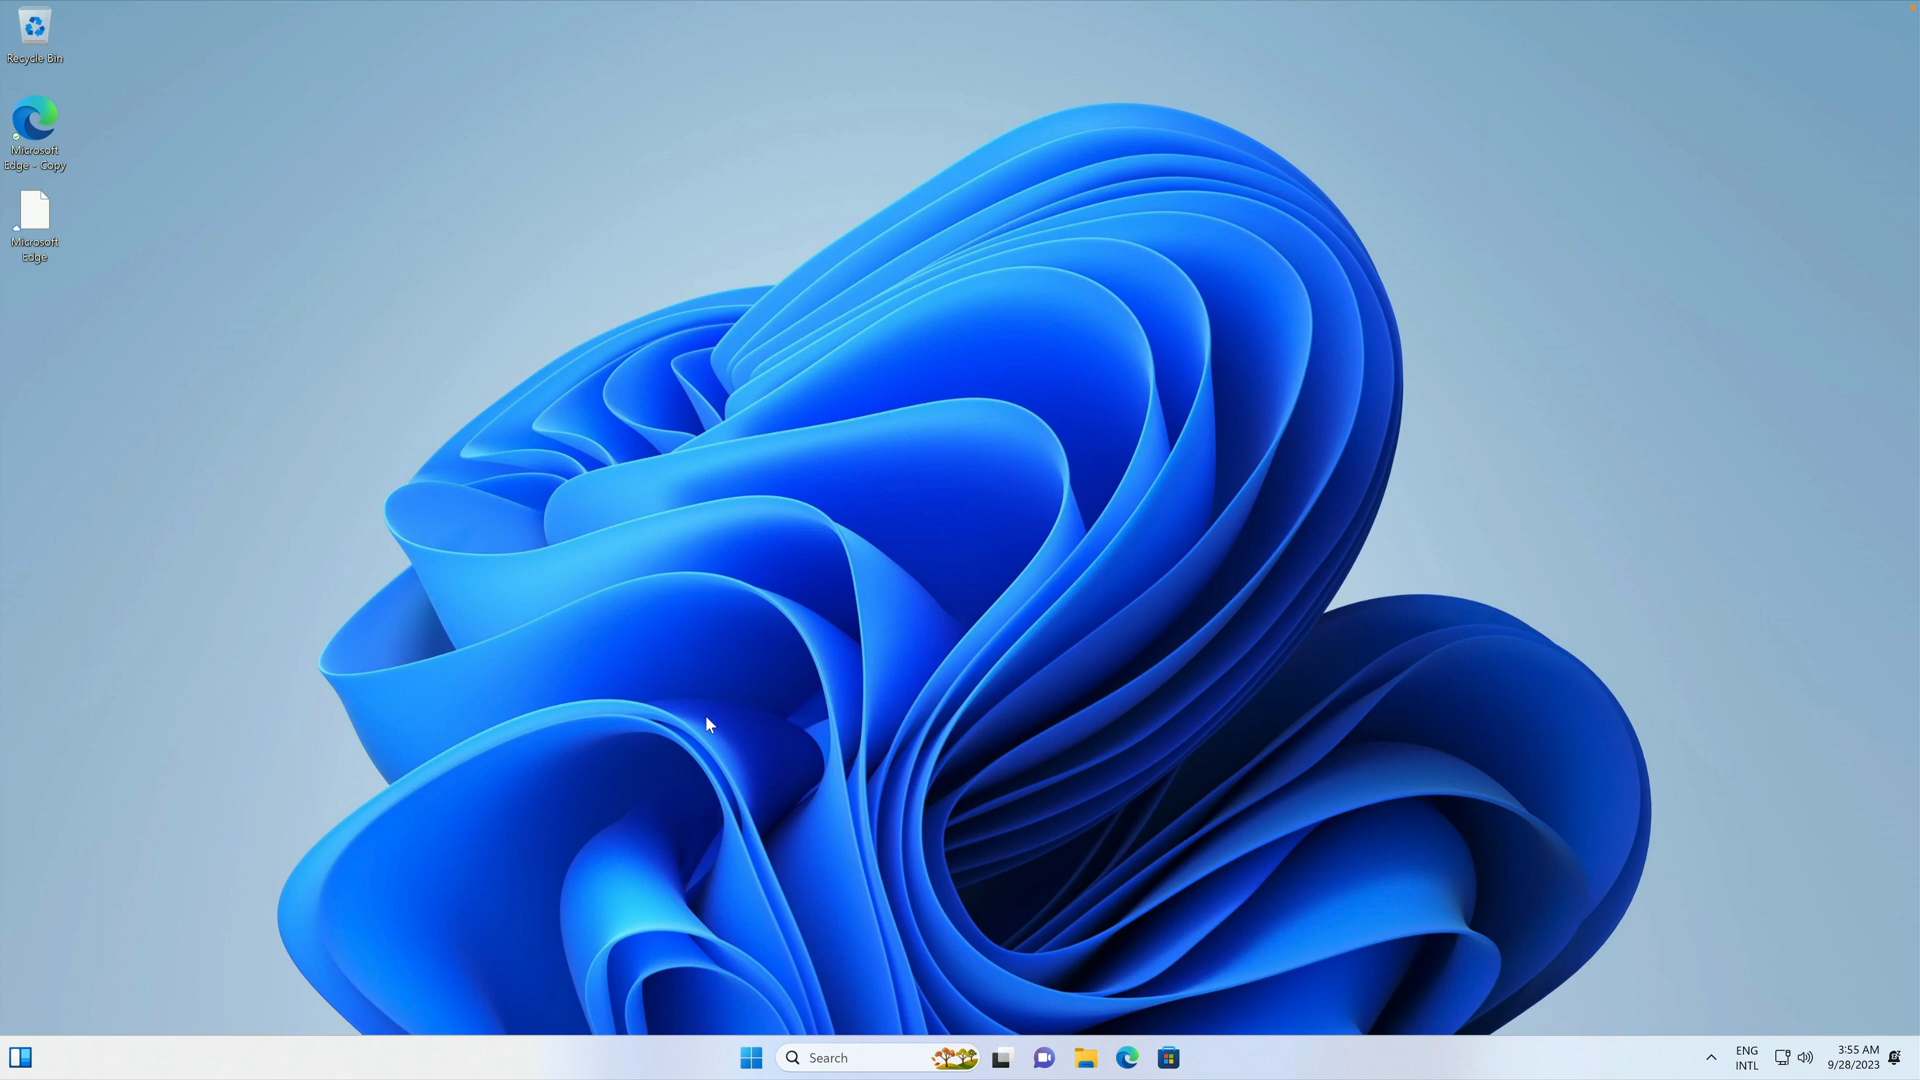 Recycle Bin
Microsoft
Edge - Copy
Microsoft
Edge
Search
ENG
INTL
3:55 AM
9/28/2023